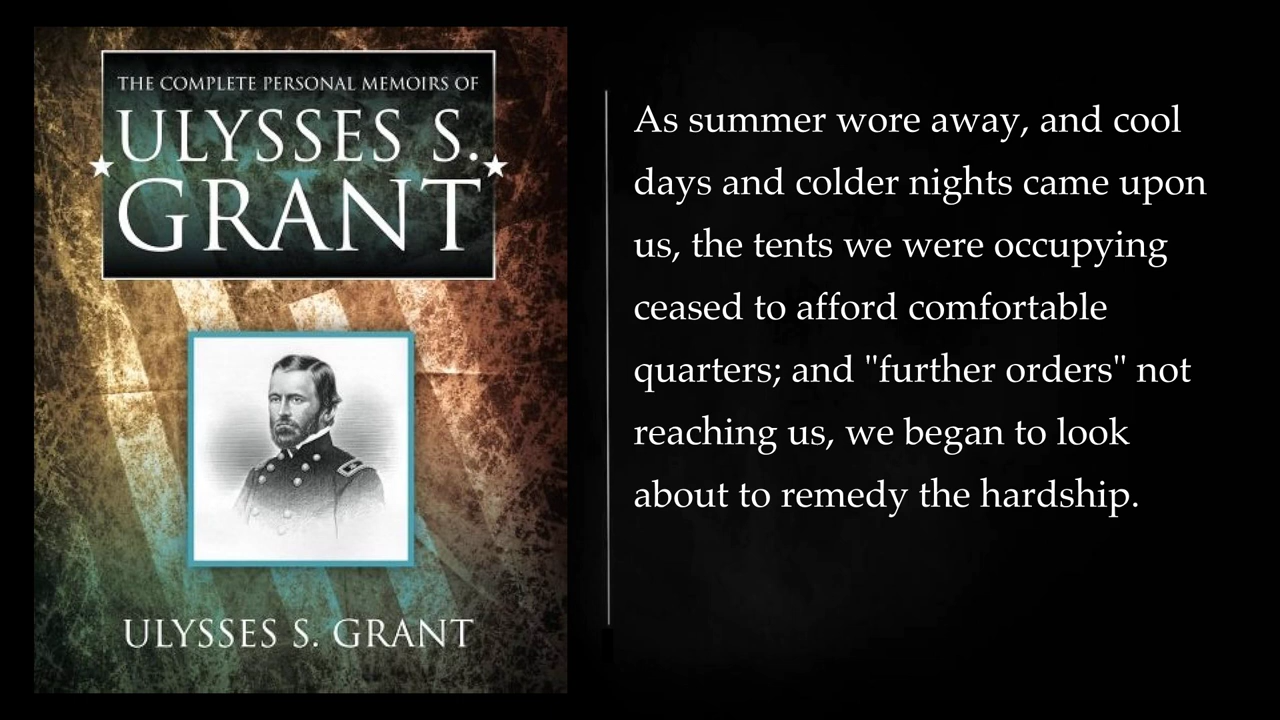 THE COMPLETE PERSONAL MEMOIRS OF
ULYSSES S.
GRANT
ULYSSES S. GRANT
As summer wore away, and cool
days and colder nights came upon
us, the tents we were occupying
ceased to afford comfortable
quarters; and "further orders" not
reaching us, we began to look
about to remedy the hardship.